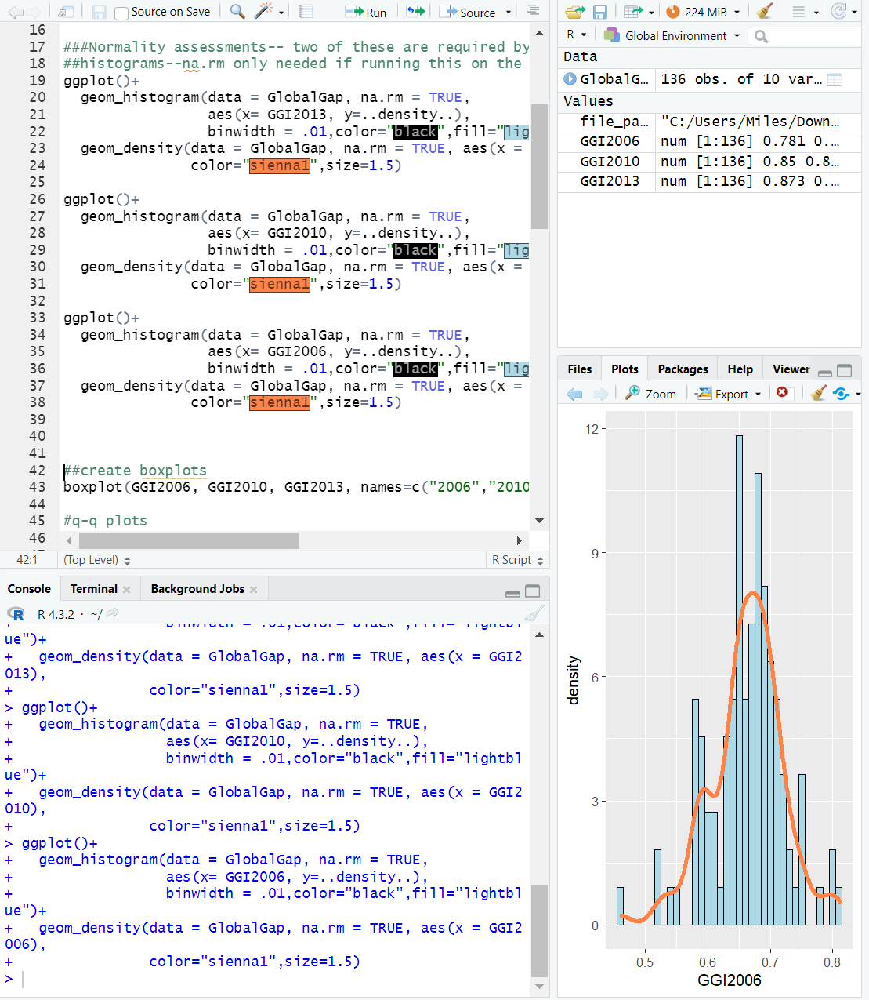 Source on Save
Run
Source
16
17 ###Normality assessments-- two of these are required by
18 ##histograms--na.rm only needed if running this on the
19 ggplot()+
20 geom_histogram(data = GlobalGap, na.rm = TRUE,
21 aes(x= GGI2013, y=..density..),
22 binwidth = .01,color="black",fill="lig
23 geom_density(data = GlobalGap, na.rm = TRUE, aes(x =
24 color="sienna1",size=1.5)
25
26 ggplot()+
27 geom_histogram(data = GlobalGap, na.rm = TRUE,
28 aes(x= GGI2010, y=..density..),
29 binwidth = .01,color="black",fill="lig
30 geom_density(data = GlobalGap, na.rm = TRUE, aes(x =
31 color="sienna1",size=1.5)
32
33 ggplot()+
34 geom_histogram(data = GlobalGap, na.rm = TRUE,
35 aes(x= GGI2006, y=..density..),
36 binwidth = .01,color="black",fill="lig
37 geom_density(data = GlobalGap, na.rm = TRUE, aes(x =
38 color="sienna1",size=1.5)
39
40
41
42 ##create boxplots
43 boxplot(GGI2006, GGI2010, GGI2013, names=c("2006","2010
44
45 #q-q plots
46
42:1 (Top Level) R Script
Console Terminal Background Jobs
R R 4.3.2 · ~/
+ binwidth = .01,color="black",fill="lightbl
ue")+
+ geom_density(data = GlobalGap, na.rm = TRUE, aes(x = GGI2
013),
+ color="sienna1",size=1.5)
> ggplot()+
+ geom_histogram(data = GlobalGap, na.rm = TRUE,
+ aes(x= GGI2010, y=..density..),
+ binwidth = .01,color="black",fill="lightbl
ue")+
+ geom_density(data = GlobalGap, na.rm = TRUE, aes(x = GGI2
010),
+ color="sienna1",size=1.5)
> ggplot()+
+ geom_histogram(data = GlobalGap, na.rm = TRUE,
+ aes(x= GGI2006, y=..density..),
+ binwidth = .01,color="black",fill="lightbl
ue")+
+ geom_density(data = GlobalGap, na.rm = TRUE, aes(x = GGI2
006),
+ color="sienna1",size=1.5)
>
224 MiB
R Global Environment
Data
GlobalG… 136 obs. of 10 var…
Values
file_pa… "C:/Users/Miles/Down…
GGI2006 num [1:136] 0.781 0.…
GGI2010 num [1:136] 0.85 0.8…
GGI2013 num [1:136] 0.873 0.…
Files Plots Packages Help Viewer
Zoom Export
12
9
6
3
0
density
0.5 0.6 0.7 0.8
GGI2006